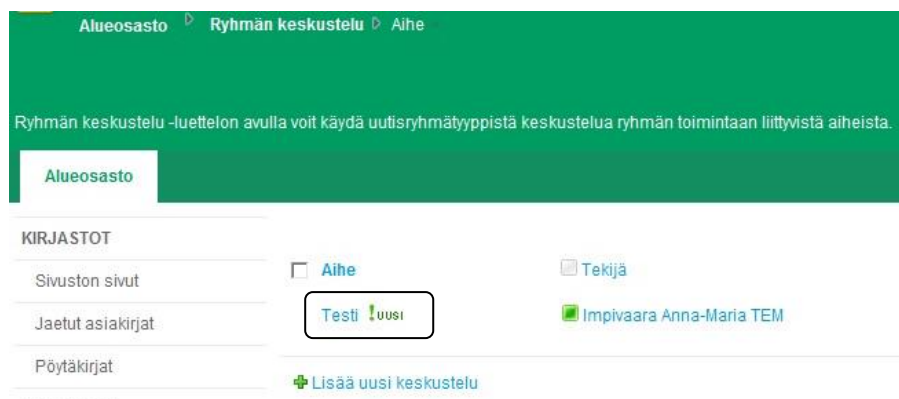 Alueosasto Ryhmän keskustelu Aihe
Ryhmän keskustelu -luettelon avulla voit käydä uutisryhmätyyppistä keskustelua ryhmän toimintaan liittyvistä aiheista.
Alueosasto
KIRJASTOT
Sivuston sivut
Jaetut asiakirjat
Pöytäkirjat
Aihe Tekijä
Testi ! UUSI Impivaara Anna-Maria TEM
Lisää uusi keskustelu